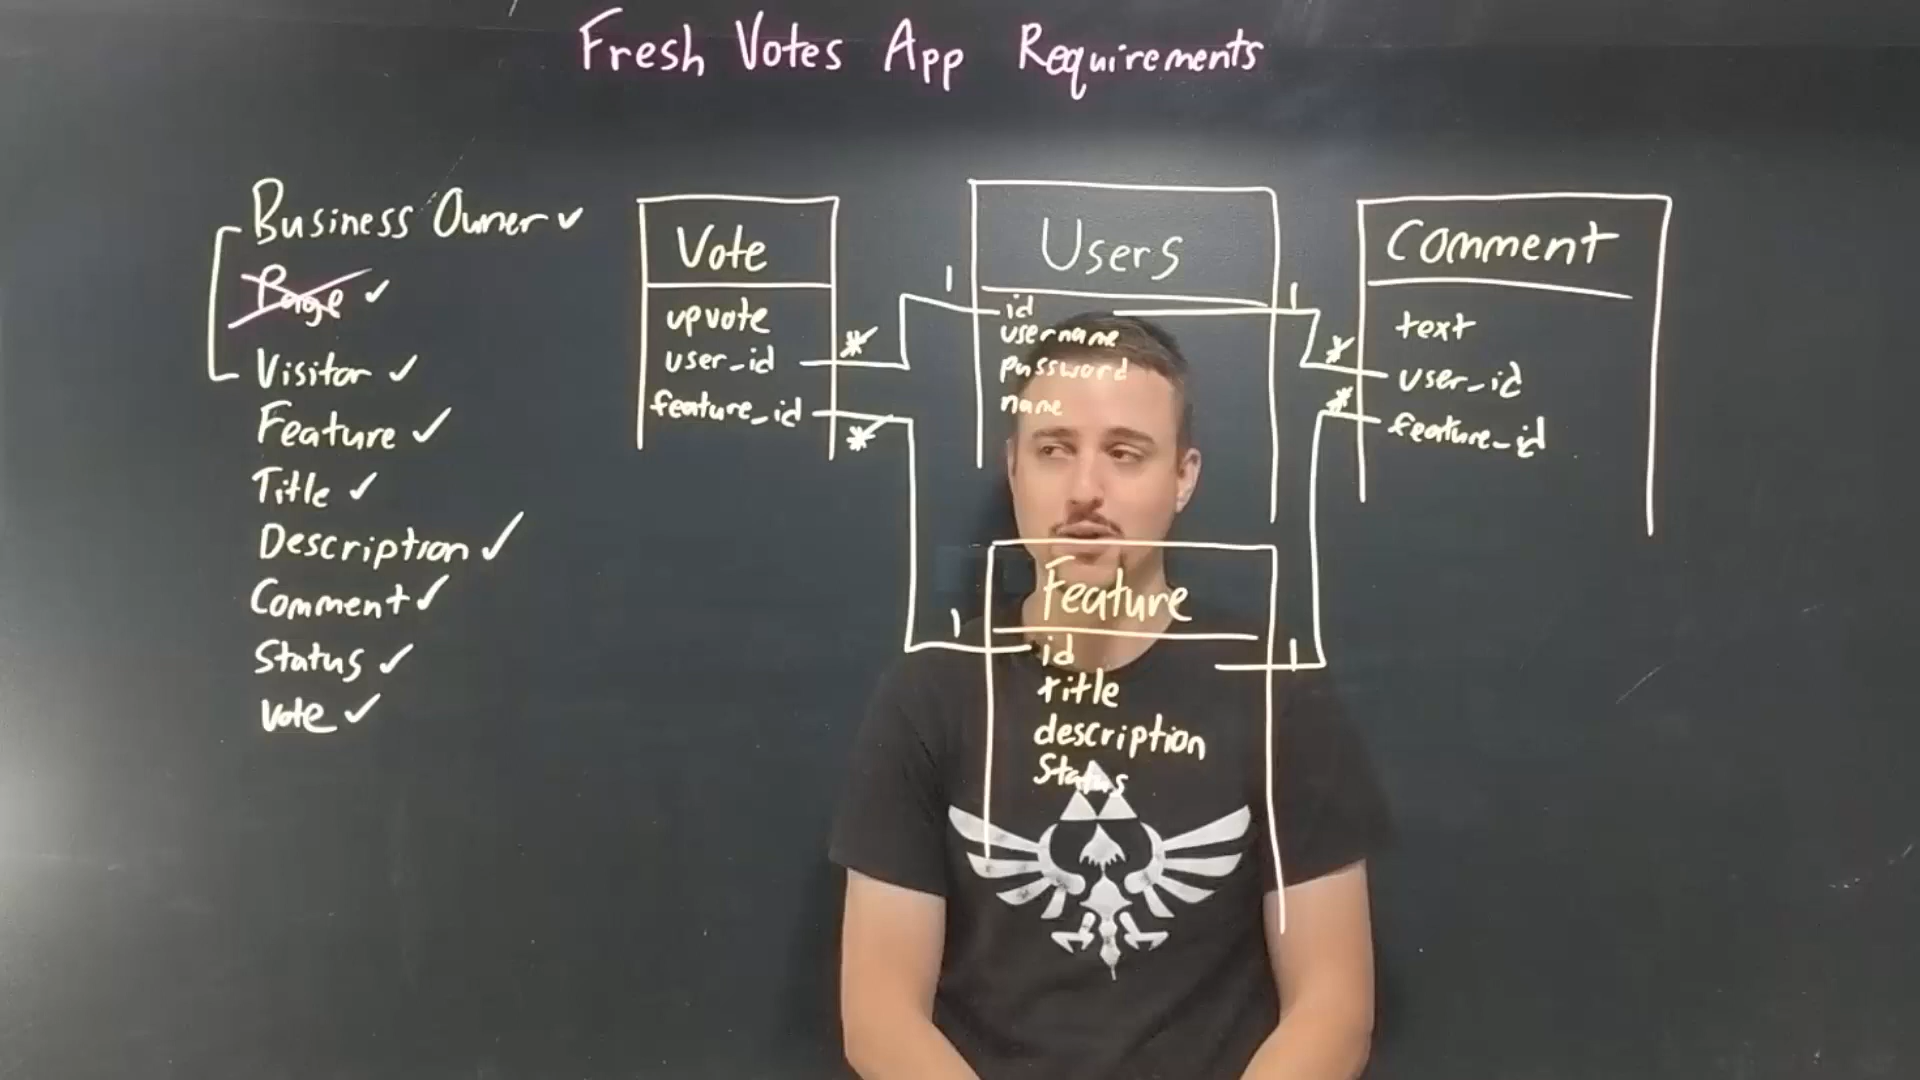 Fresh Votes App Requirements
Business Owner ✓
Page ✓
Visitor ✓
Feature ✓
Title ✓
Description ✓
Comment ✓
Status ✓
Vote ✓
Vote
upvote
user_id
feature_id
*
*
1
1
Users
id
username
password
name
1
1
Comment
text
user_id
feature_id
*
*
Feature
id
title
description
Status